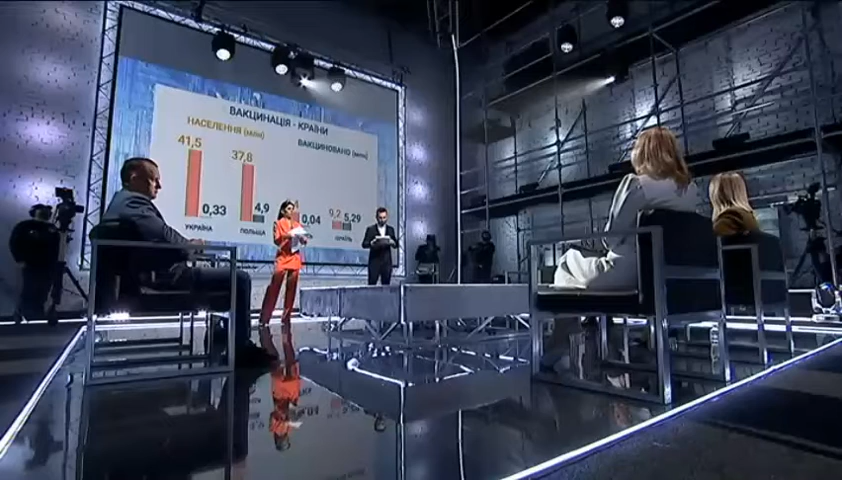 ВАКЦИНАЦІЯ - КРАЇНИ
НАСЕЛЕННЯ (млн)
ВАКЦИНОВАНО (млн)
41,5
0,33
УКРАЇНА
37,8
4,9
ПОЛЬЩА
0,04
9,2
5,29
ІЗРАЇЛЬ